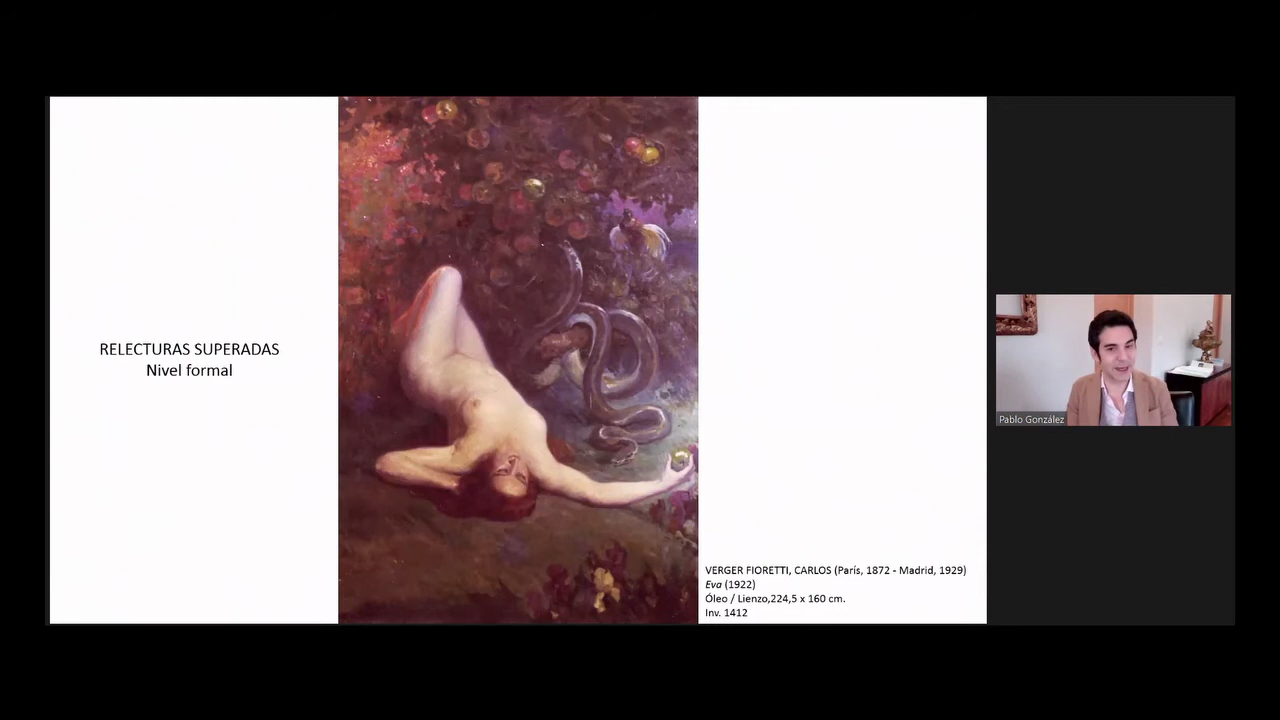 RELECTURAS SUPERADAS
Nivel formal
VERGER FIORETTI, CARLOS (París, 1872 - Madrid, 1929)
Eva (1922)
Óleo / Lienzo,224,5 x 160 cm.
Inv. 1412
Pablo González